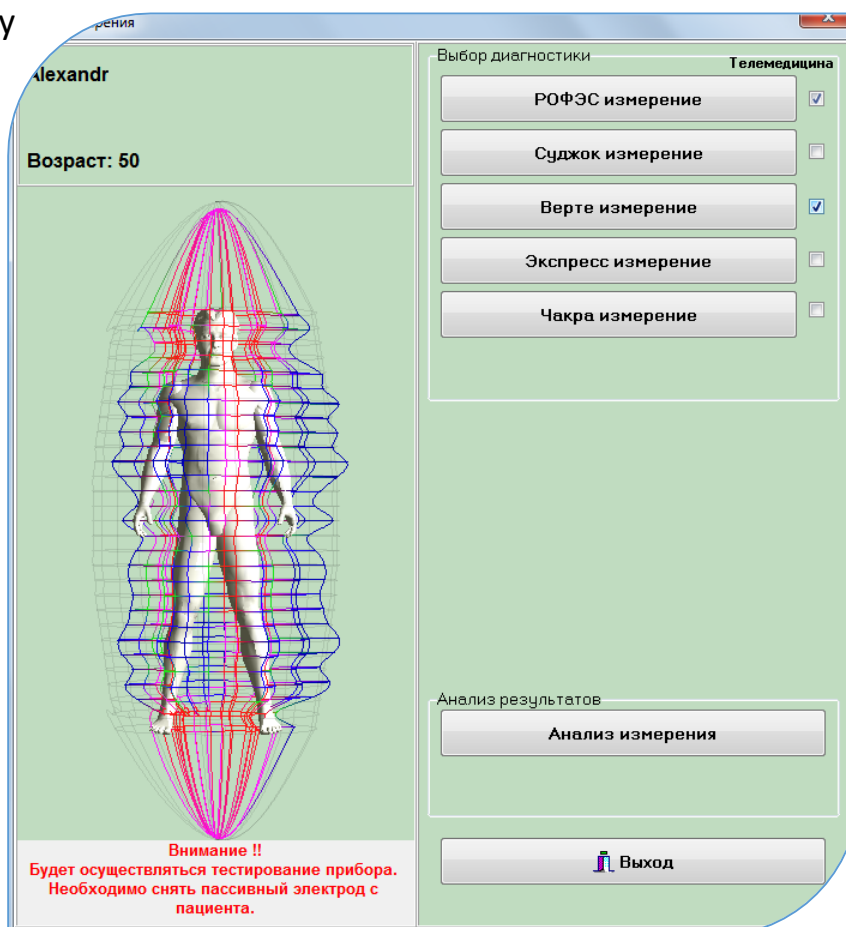 у
рения
Alexandr
Возраст: 50
Выбор диагностики
Телемедицина
РОФЭС измерение
Суджок измерение
Верте измерение
Экспресс измерение
Чакра измерение
Анализ результатов
Анализ измерения
Выход
Внимание !!
Будет осуществляться тестирование прибора.
Необходимо снять пассивный электрод с
пациента.